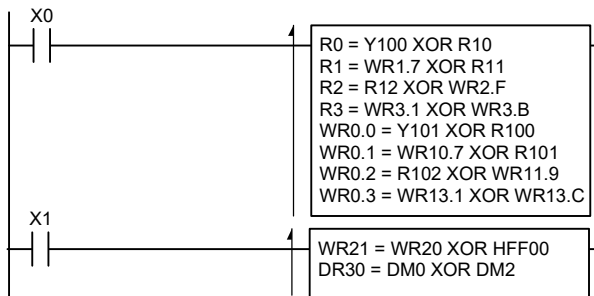 X0
R0 = Y100 XOR R10
R1 = WR1.7 XOR R11
R2 = R12 XOR WR2.F
R3 = WR3.1 XOR WR3.B
WR0.0 = Y101 XOR R100
WR0.1 = WR10.7 XOR R101
WR0.2 = R102 XOR WR11.9
WR0.3 = WR13.1 XOR WR13.C
X1
WR21 = WR20 XOR HFF00
DR30 = DM0 XOR DM2